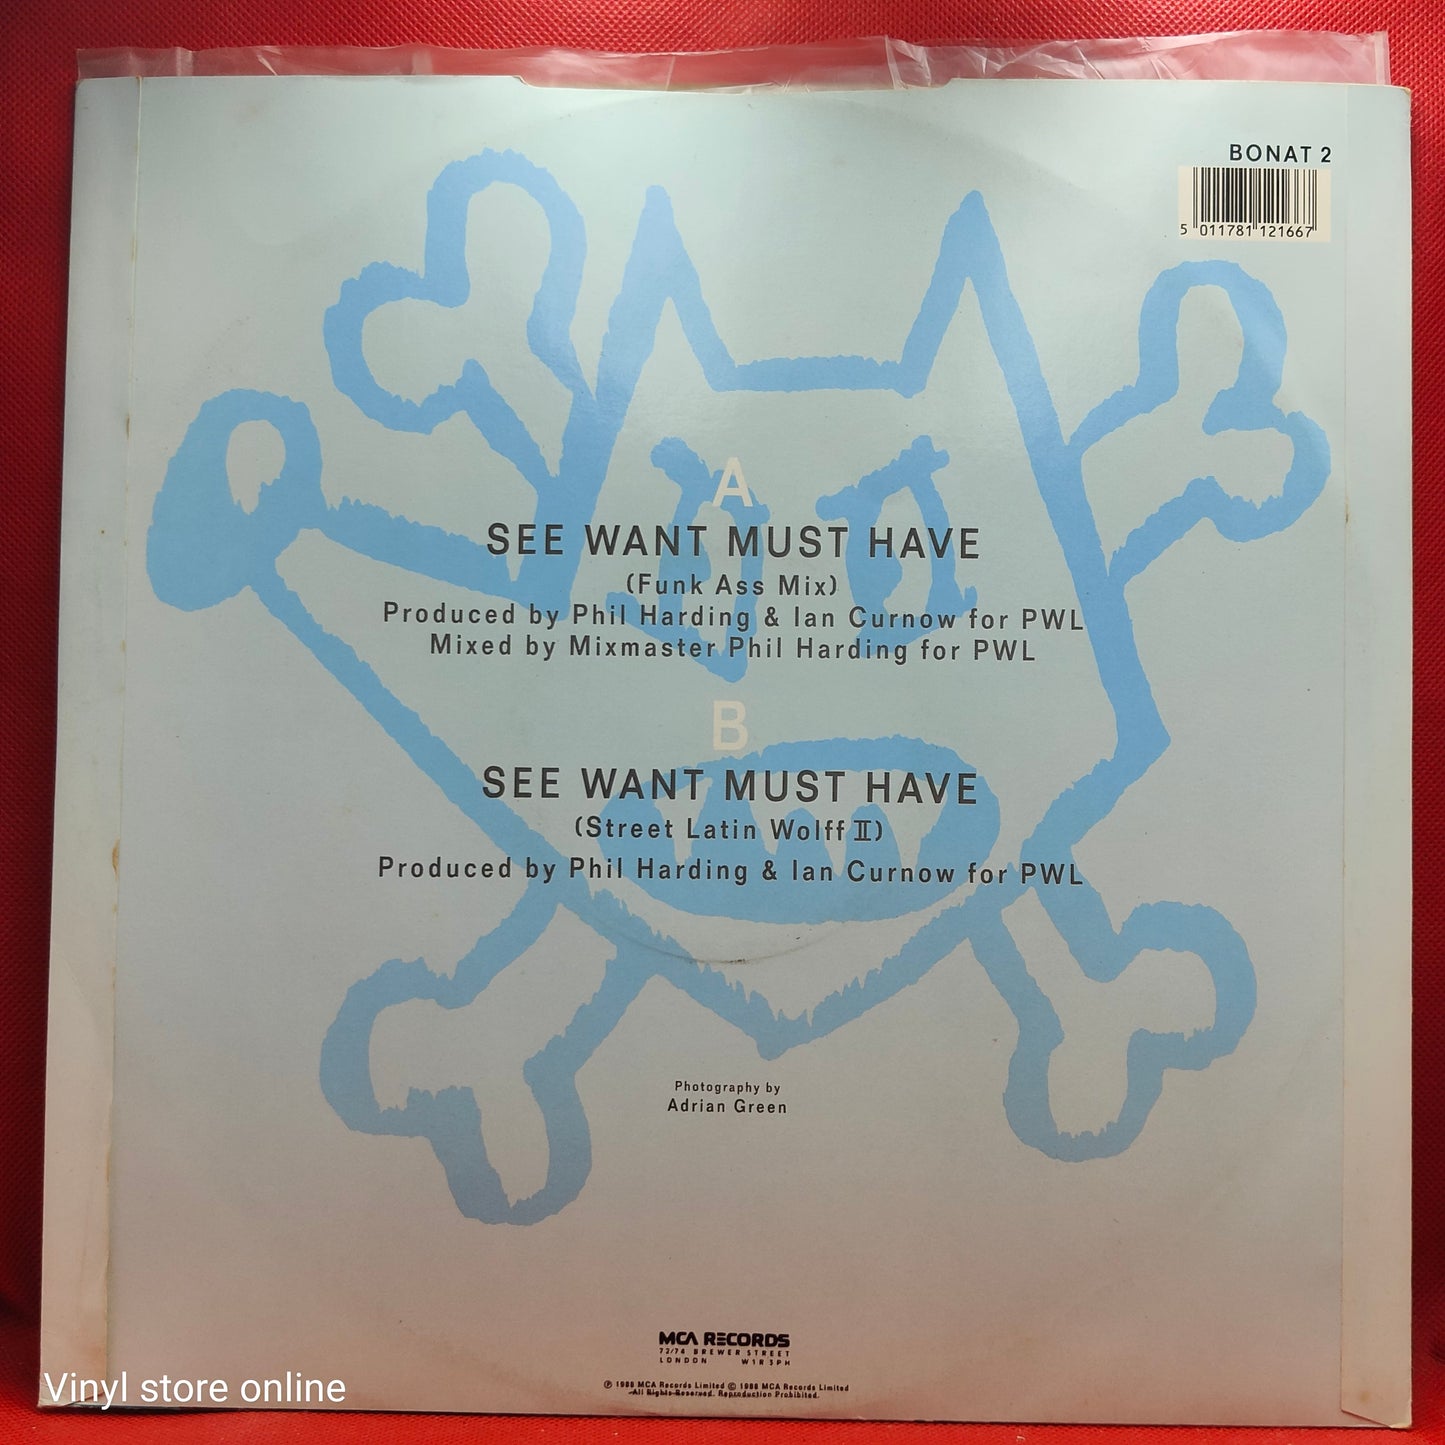 BONAT 2
5 011781 121667
A
SEE WANT MUST HAVE
(Funk Ass Mix)
Produced by Phil Harding & Ian Curnow for PWL
Mixed by Mixmaster Phil Harding for PWL
B
SEE WANT MUST HAVE
(Street Latin Wolff II)
Produced by Phil Harding & Ian Curnow for PWL
Photography by
Adrian Green
MCA RECORDS
72/74 BREWER STREET
LONDON W1R 3PH
℗ 1988 MCA Records Limited © 1988 MCA Records Limited
All Rights Reserved. Reproduction Prohibited.
Vinyl store online